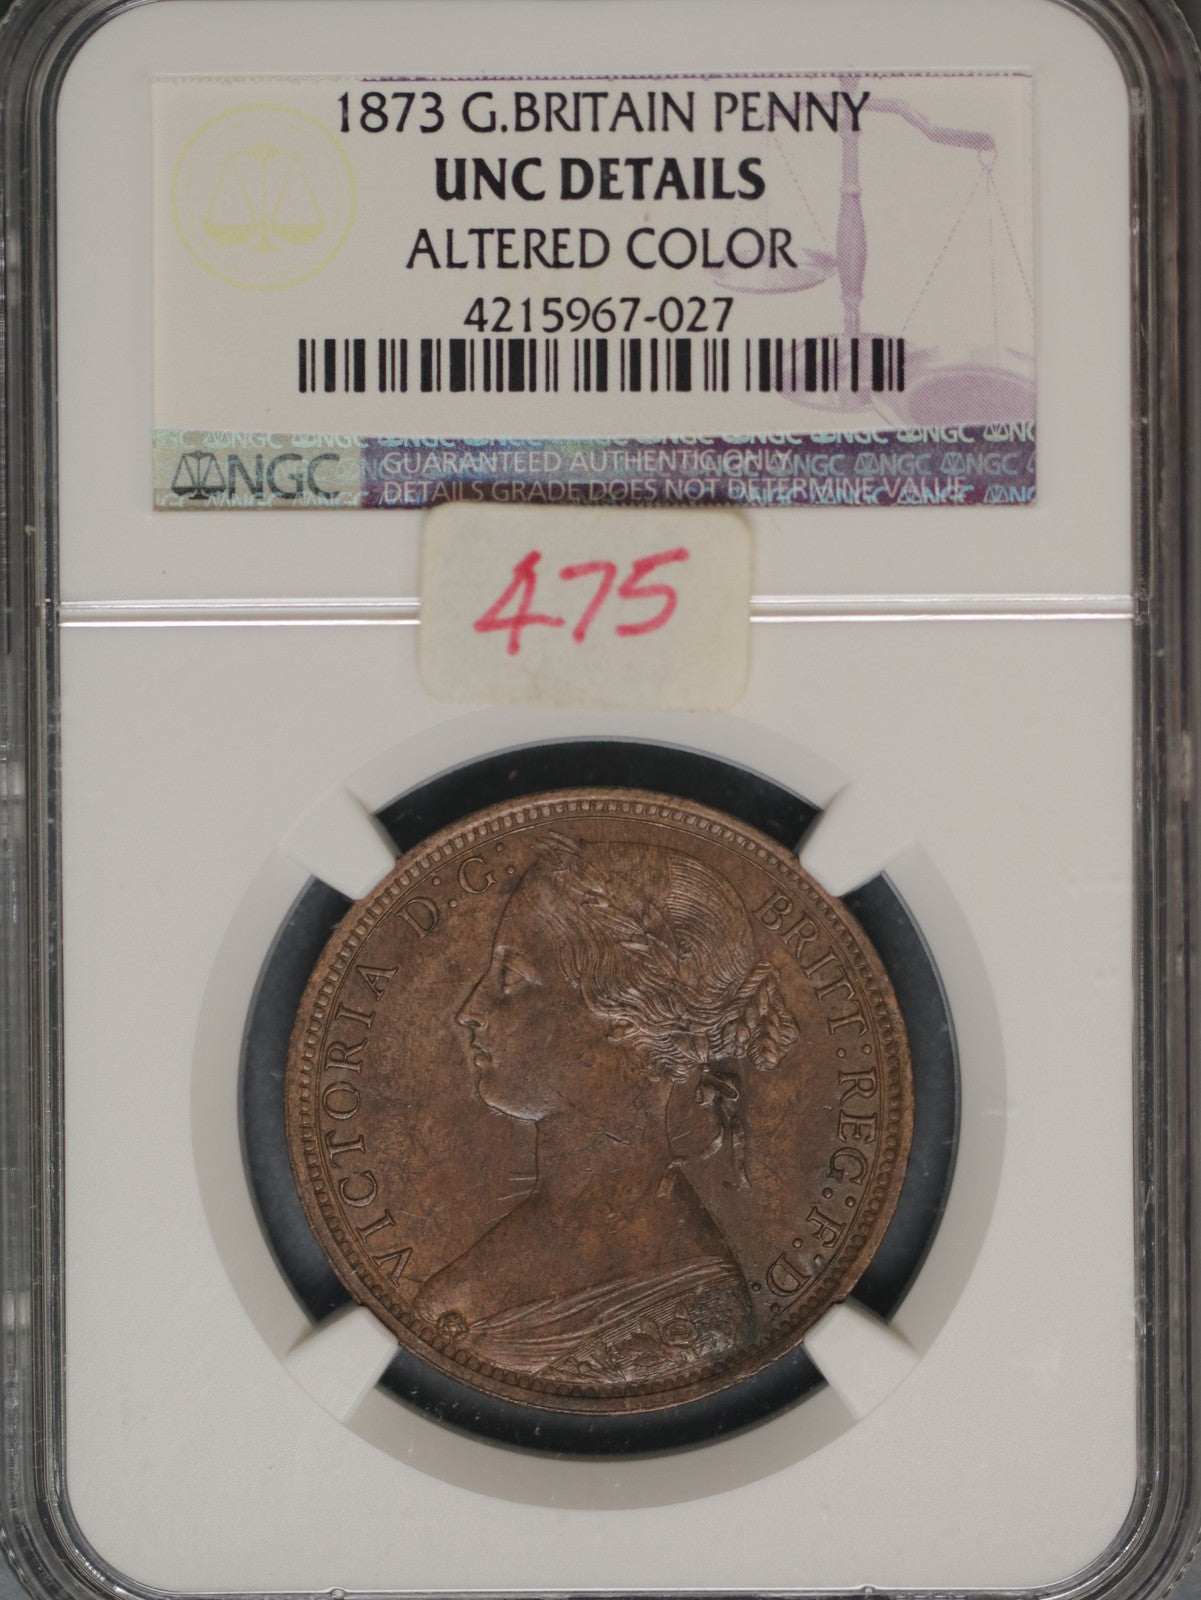 1873 G.BRITAIN PENNY
UNC DETAILS
ALTERED COLOR
4215967-027
NGC
GUARANTEED AUTHENTIC ONLY
DETAILS GRADE DOES NOT DETERMINE VALUE
475
VICTORIA D:G: BRITT:REG:F:D: